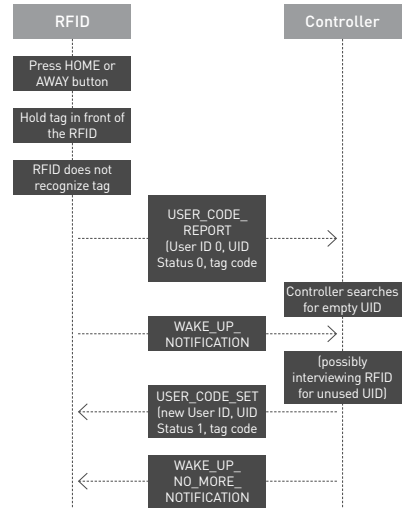 RFID
Controller
Press HOME or
AWAY button
Hold tag in front of
the RFID
RFID does not
recognize tag
USER_CODE_
REPORT
(User ID 0, UID
Status 0, tag code
Controller searches
for empty UID
WAKE_UP_
NOTIFICATION
(possibly
interviewing RFID
for unused UID)
USER_CODE_SET
(new User ID, UID
Status 1, tag code
WAKE_UP_
NO_MORE_
NOTIFICATION